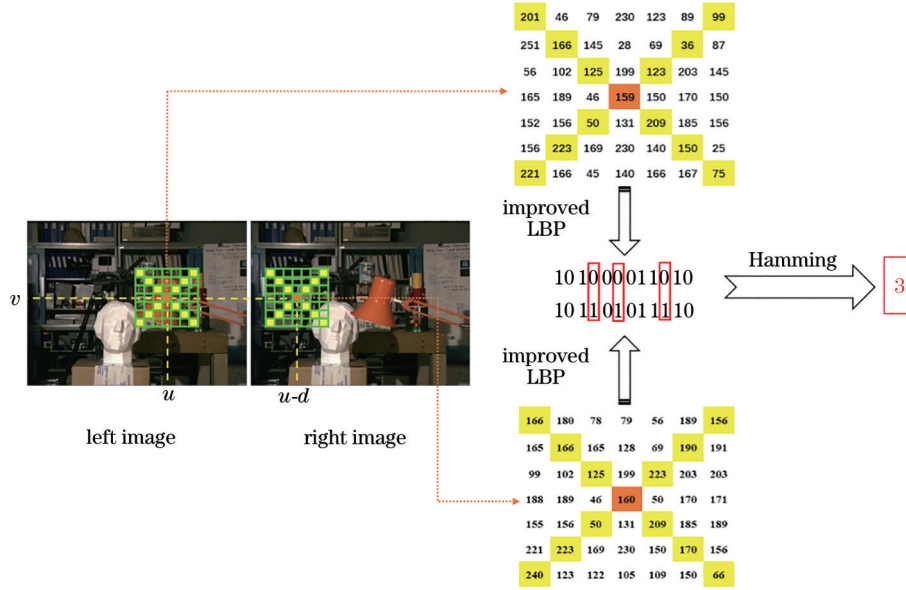 201 46 79 230 123 89 99
251 166 145 28 69 36 87
56 102 125 199 123 203 145
165 189 46 159 150 170 150
152 156 50 131 209 185 156
156 223 169 230 140 150 25
221 166 45 140 166 167 75
improved
LBP
10 10 00 00 01 10 10
Hamming
3
10 11 01 01 01 11 10
improved
LBP
v
u
u-d
left image
right image
166 180 78 79 56 189 156
165 166 165 128 69 190 191
99 102 125 199 223 203 203
188 189 46 160 50 170 171
155 156 50 131 209 185 189
221 223 169 230 150 170 156
240 123 122 105 109 150 66